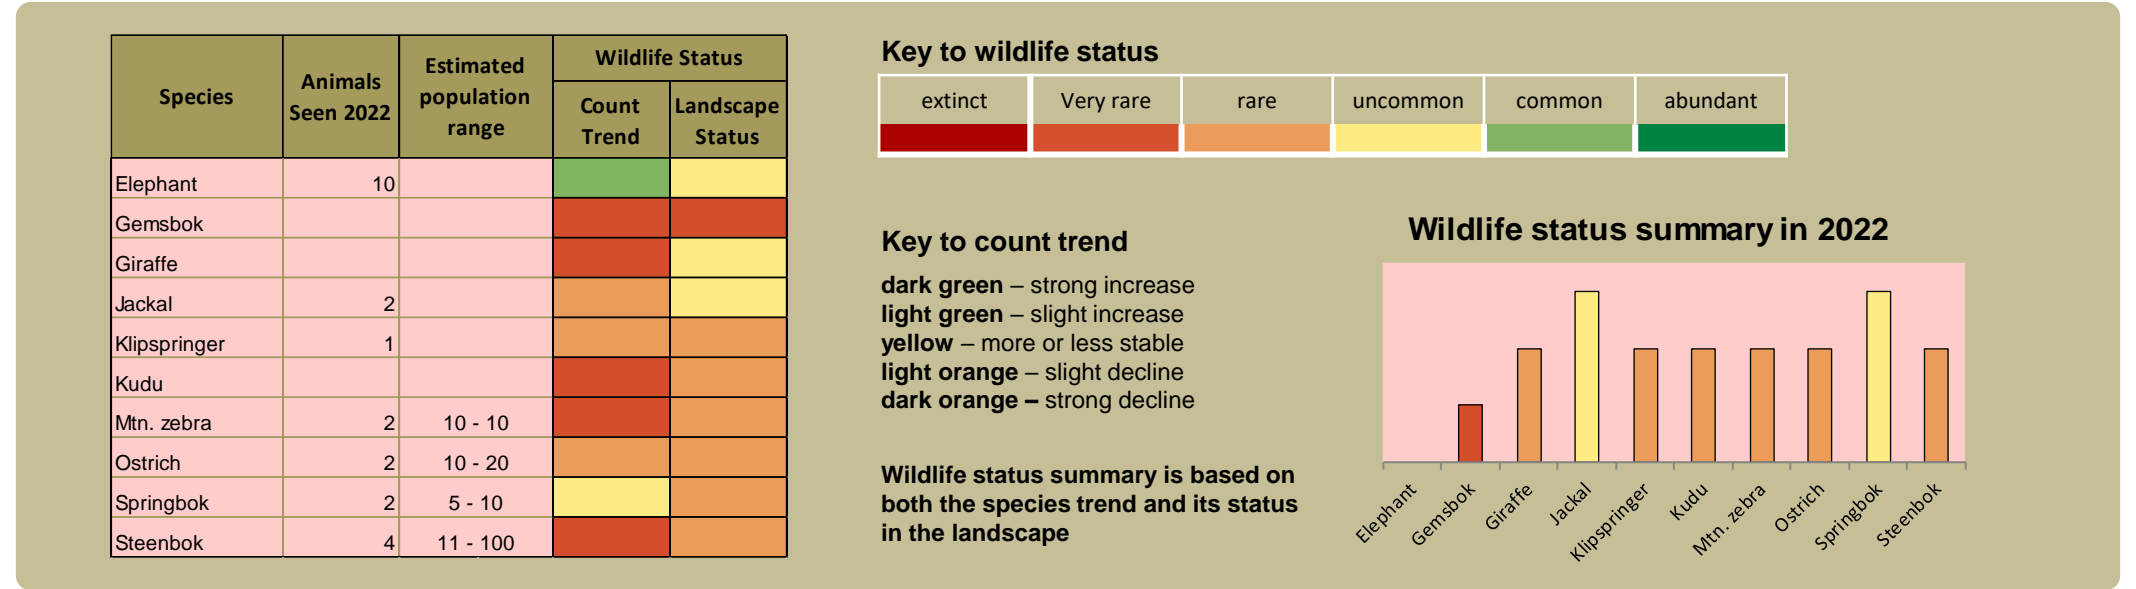 Species
Animals
Seen 2022
Estimated
population
range
Wildlife Status
Count
Trend
Landscape
Status
Elephant 10
Gemsbok
Giraffe
Jackal 2
Klipspringer 1
Kudu
Mtn. zebra 2 10 - 10
Ostrich 2 10 - 20
Springbok 2 5 - 10
Steenbok 4 11 - 100
Key to wildlife status
extinct Very rare rare uncommon common abundant
Key to count trend
dark green – strong increase
light green – slight increase
yellow – more or less stable
light orange – slight decline
dark orange – strong decline
Wildlife status summary is based on
both the species trend and its status
in the landscape
Wildlife status summary in 2022
Elephant
Gemsbok
Giraffe
Jackal
Klipspringer
Kudu
Mtn. zebra
Ostrich
Springbok
Steenbok